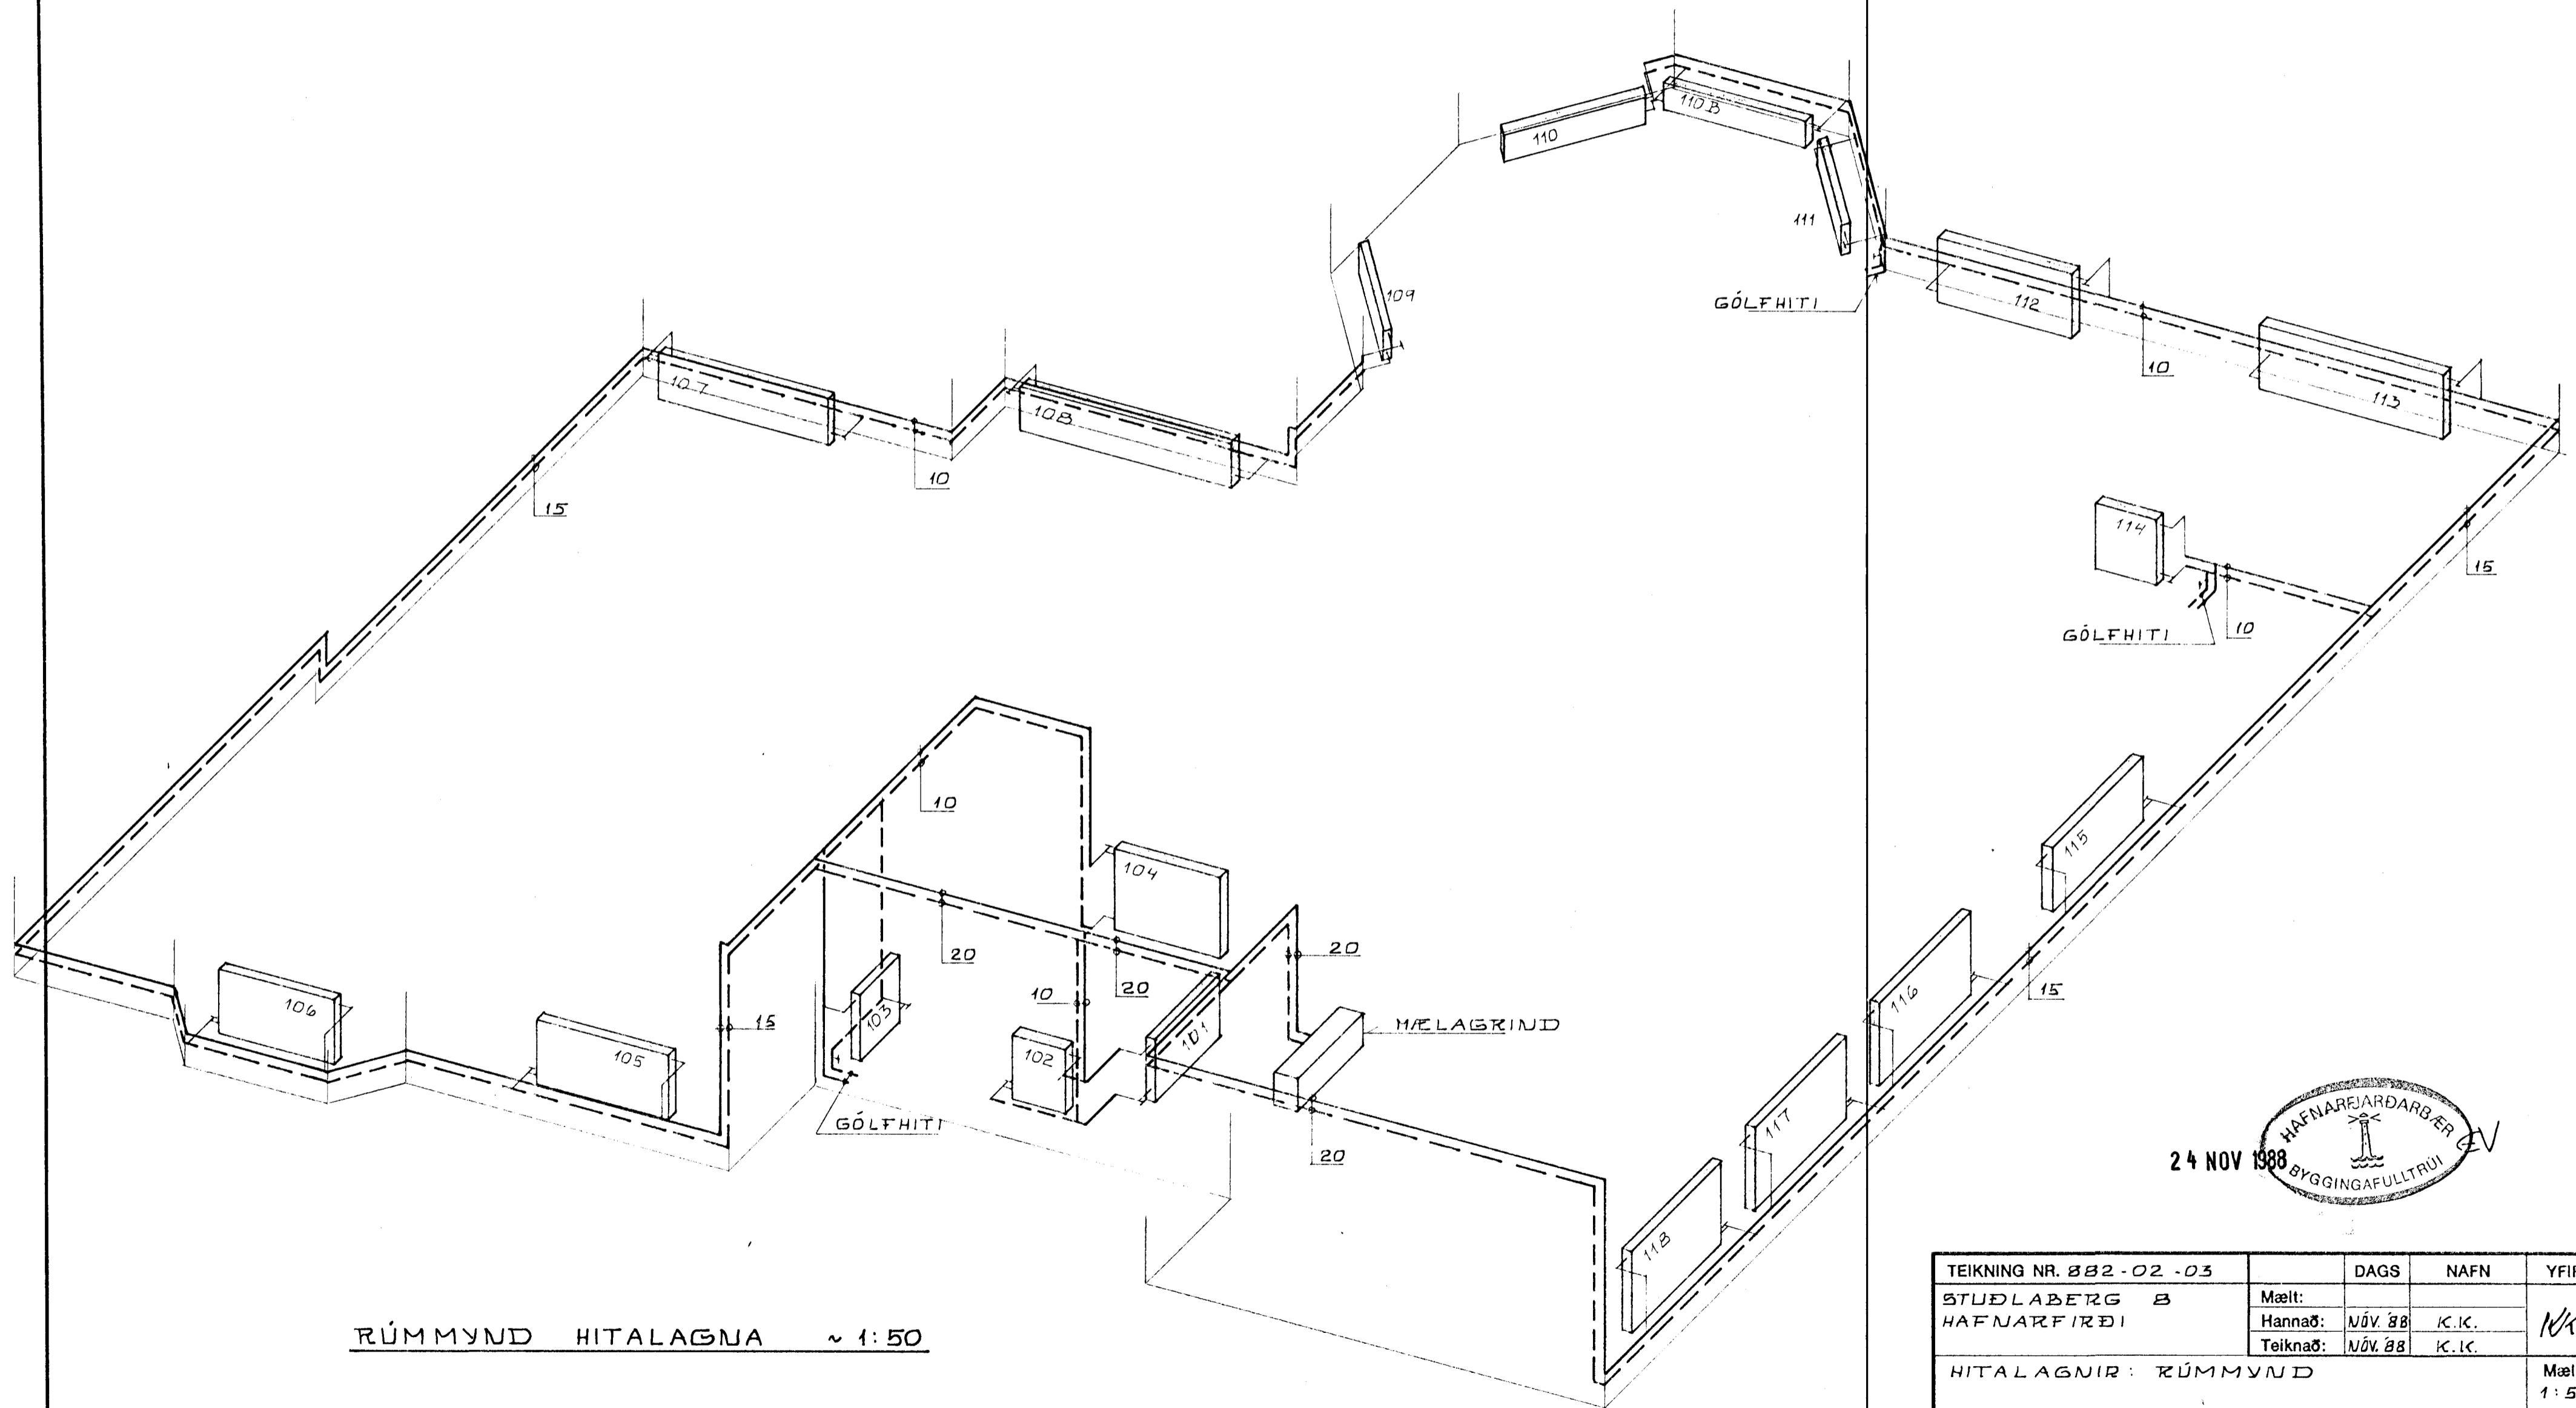 110
110B
111
109
GÓLFHITI
112
10
113
107
108
10
15
114
15
GÓLFHITI
10
10
115
104
20
20
20
10
116
15
106
105
15
103
102
101
MÆLAGRIND
117
GÓLFHITI
20
118
24 NOV 1988
HAFNARFJARÐARBÆR
BYGGINGAFULLTRÚI
RÚMMYND HITALAGNA ~ 1:50
TEIKNING NR. 882-02-03 DAGS NAFN
STUÐLABERG 8
HAFNARFIRÐI
Mælt:
Hannað: NÓV. 88 K.K.
Teiknað: NÓV. 88 K.K.
HITALAGNIR: RÚMMYND